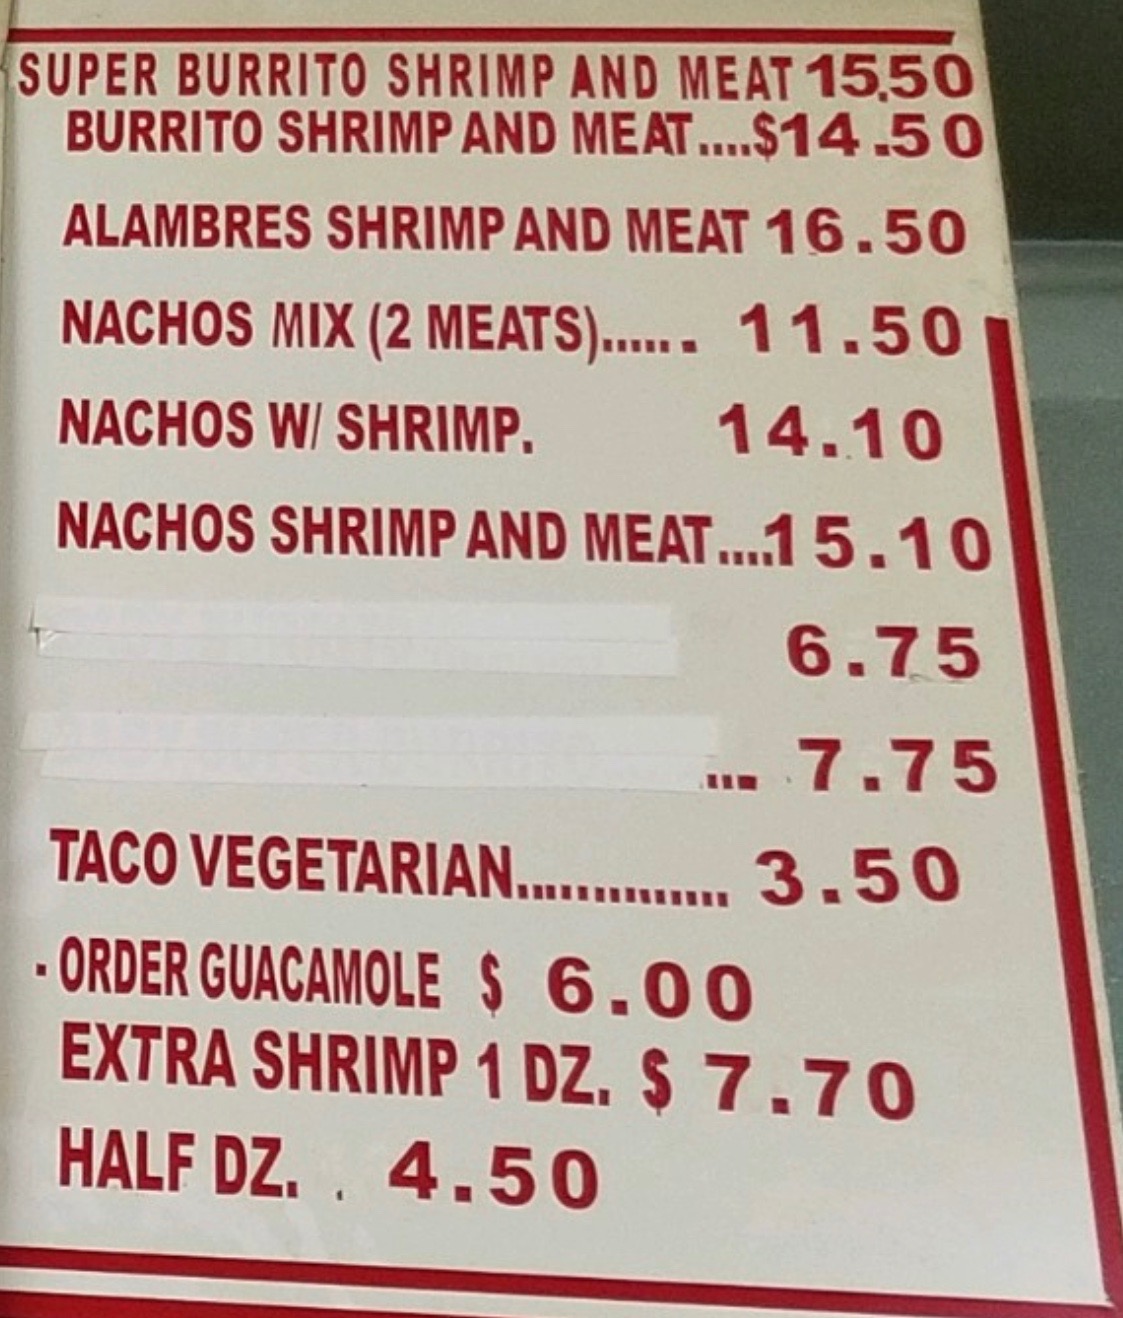 SUPER BURRITO SHRIMP AND MEAT 15.50
BURRITO SHRIMP AND MEAT....$14.50
ALAMBRES SHRIMP AND MEAT 16.50
NACHOS MIX (2 MEATS)...... 11.50
NACHOS W/ SHRIMP. 14.10
NACHOS SHRIMP AND MEAT....15.10
6.75
... 7.75
TACO VEGETARIAN.............. 3.50
- ORDER GUACAMOLE $ 6.00
EXTRA SHRIMP 1 DZ. $ 7.70
HALF DZ. . 4.50